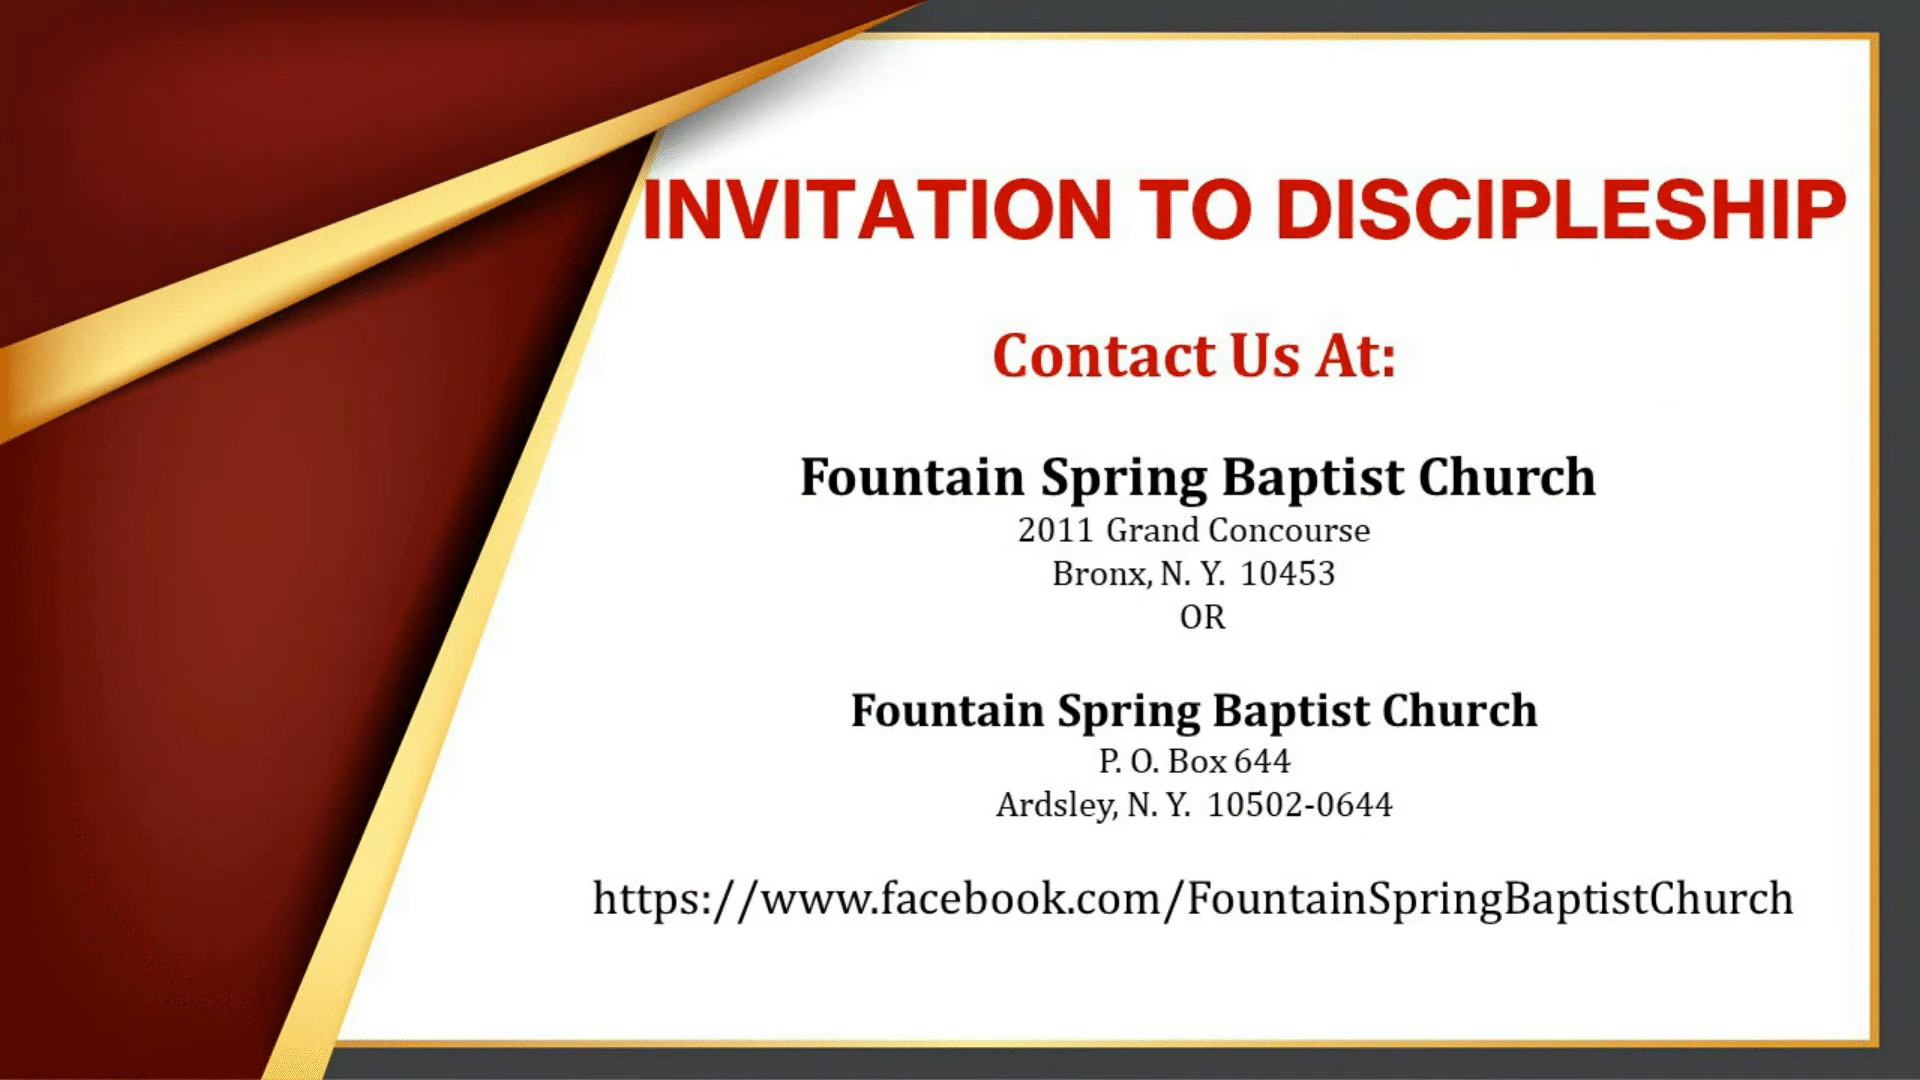 INVITATION TO DISCIPLESHIP
Contact Us At:
Fountain Spring Baptist Church
2011 Grand Concourse
Bronx, N. Y. 10453
OR
Fountain Spring Baptist Church
P. O. Box 644
Ardsley, N. Y. 10502-0644
https://www.facebook.com/FountainSpringBaptistChurch